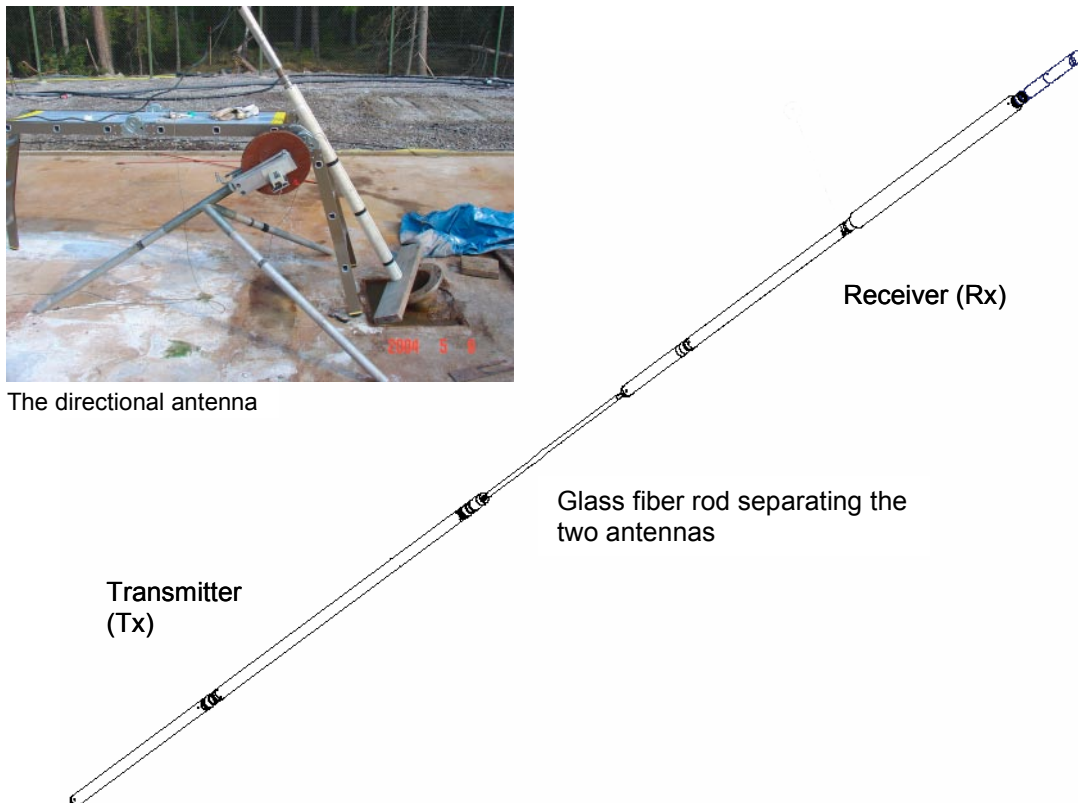 2004 5 8
The directional antenna
Receiver (Rx)
Glass fiber rod separating the
two antennas
Transmitter
(Tx)